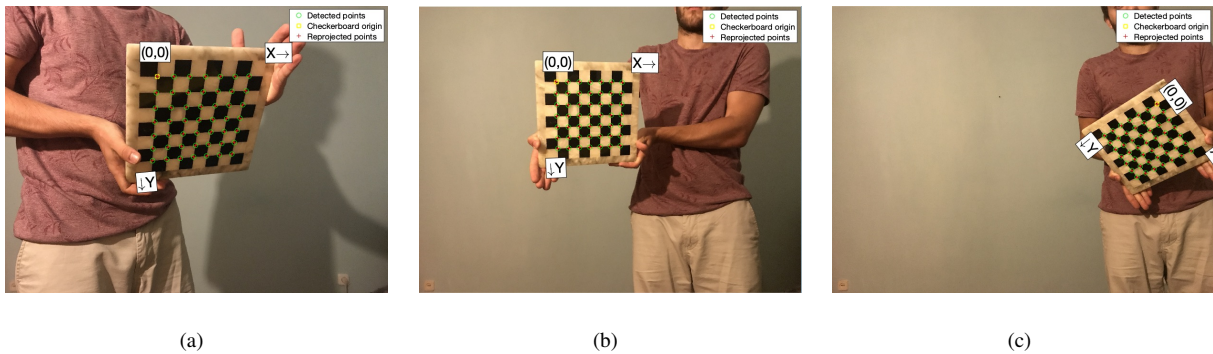 Detected points
Checkerboard origin
Reprojected points
(0,0)
X→
↓Y
(a)
Detected points
Checkerboard origin
Reprojected points
(0,0)
X→
↓Y
(b)
Detected points
Checkerboard origin
Reprojected points
(0,0)
↓Y
(c)